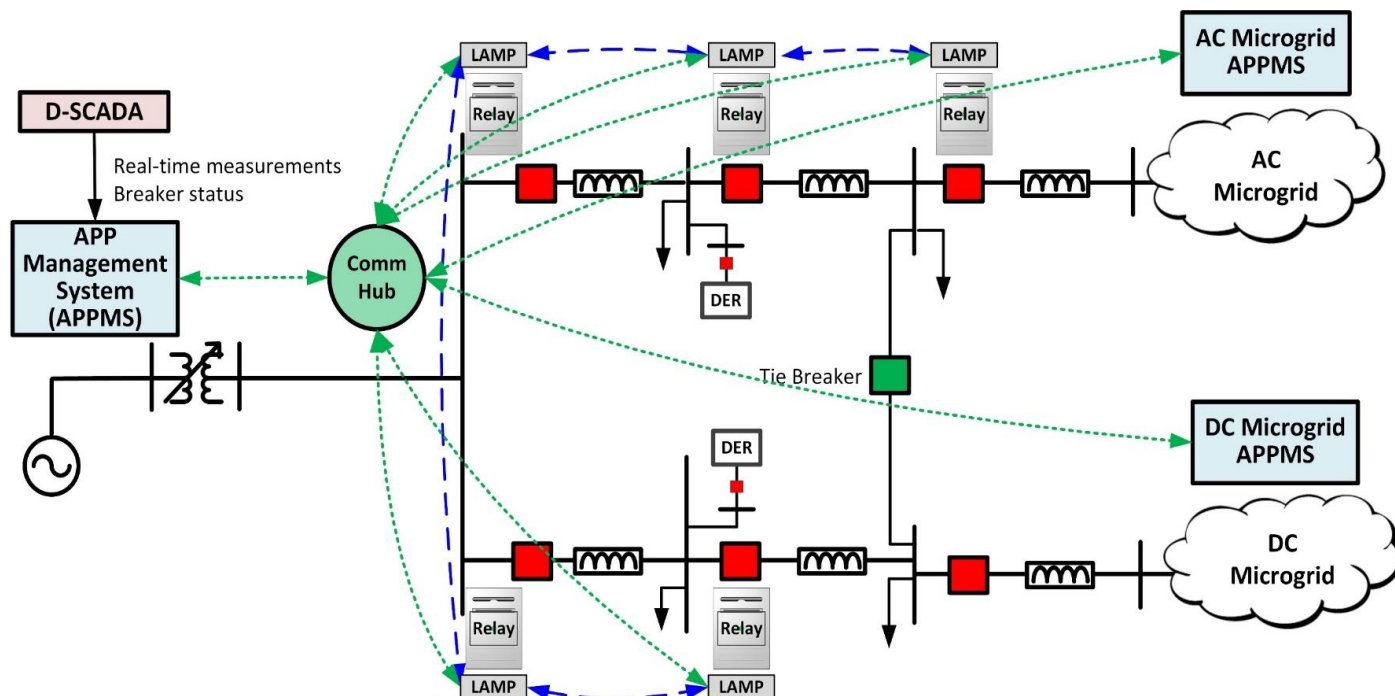 LAMP
LAMP
LAMP
AC Microgrid
APPMS
D-SCADA
Relay
Relay
Relay
Real-time measurements
Breaker status
AC
Microgrid
APP
Management
System
(APPMS)
Comm
Hub
DER
Tie Breaker
DC Microgrid
APPMS
DER
DC
Microgrid
Relay
Relay
LAMP
LAMP